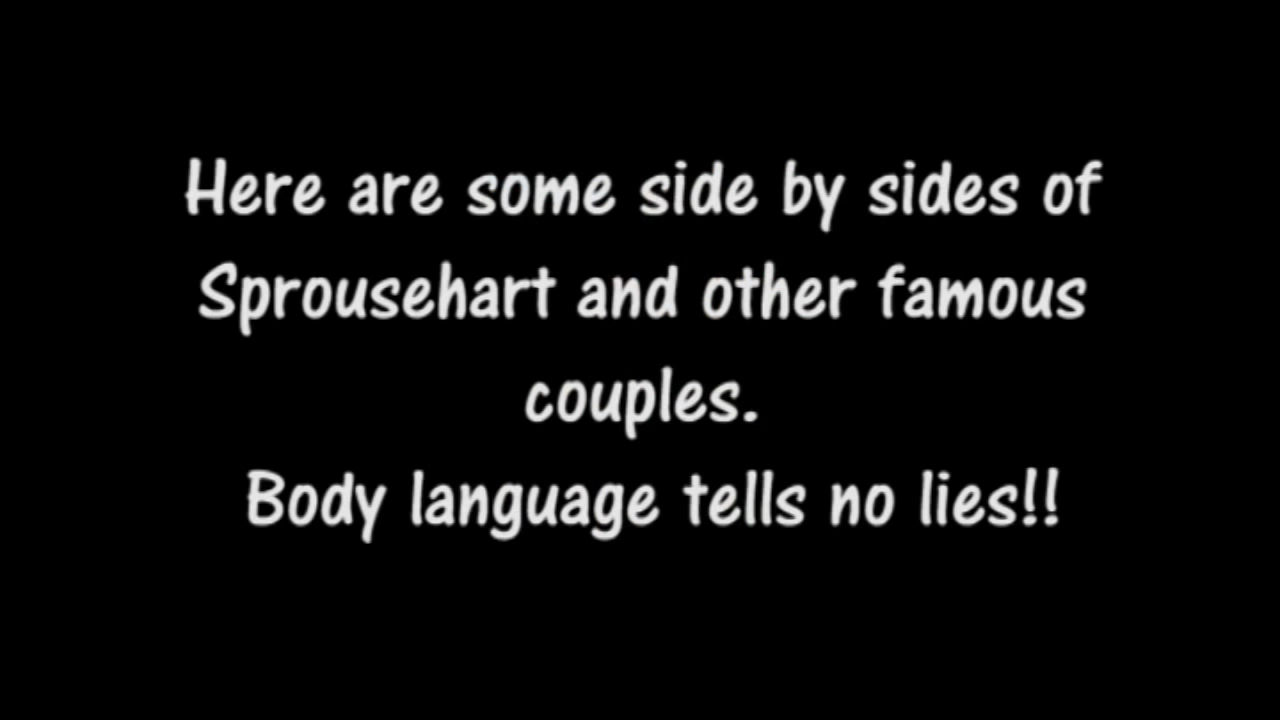 Here are some side by sides of
Sprousehart and other famous
couples.
Body language tells no lies!!